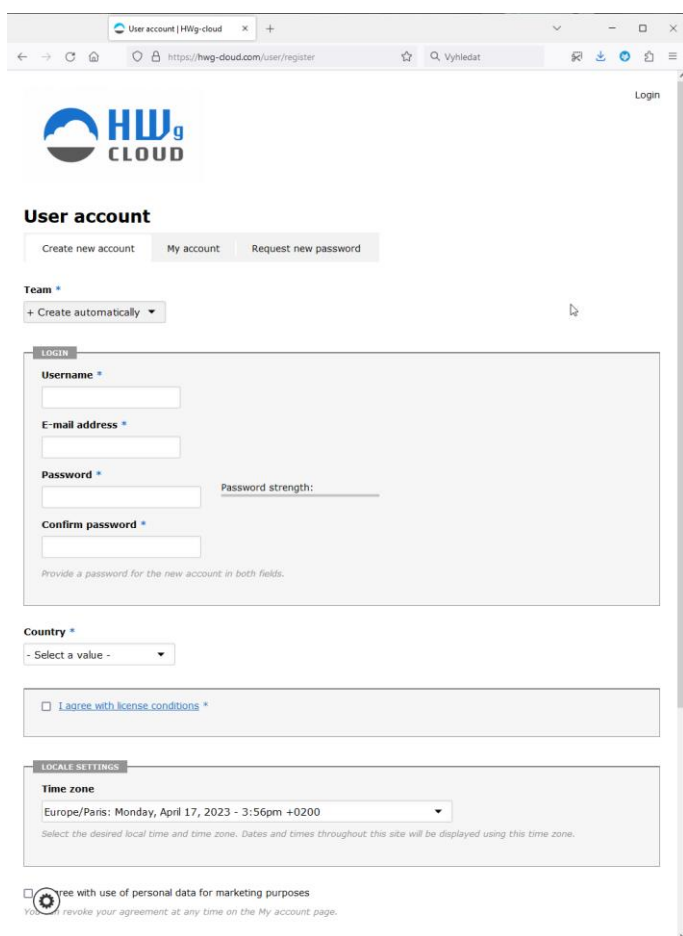 User account | HWg-cloud
https://hwg-cloud.com/user/register
Vyhledat
Login
HWg
CLOUD
User account
Create new account My account Request new password
Team *
+ Create automatically
LOGIN
Username *
E-mail address *
Password *
Password strength:
Confirm password *
Provide a password for the new account in both fields.
Country *
- Select a value -
I agree with license conditions *
LOCALE SETTINGS
Time zone
Europe/Paris: Monday, April 17, 2023 - 3:56pm +0200
Select the desired local time and time zone. Dates and times throughout this site will be displayed using this time zone.
with use of personal data for marketing purposes
revoke your agreement at any time on the My account page.